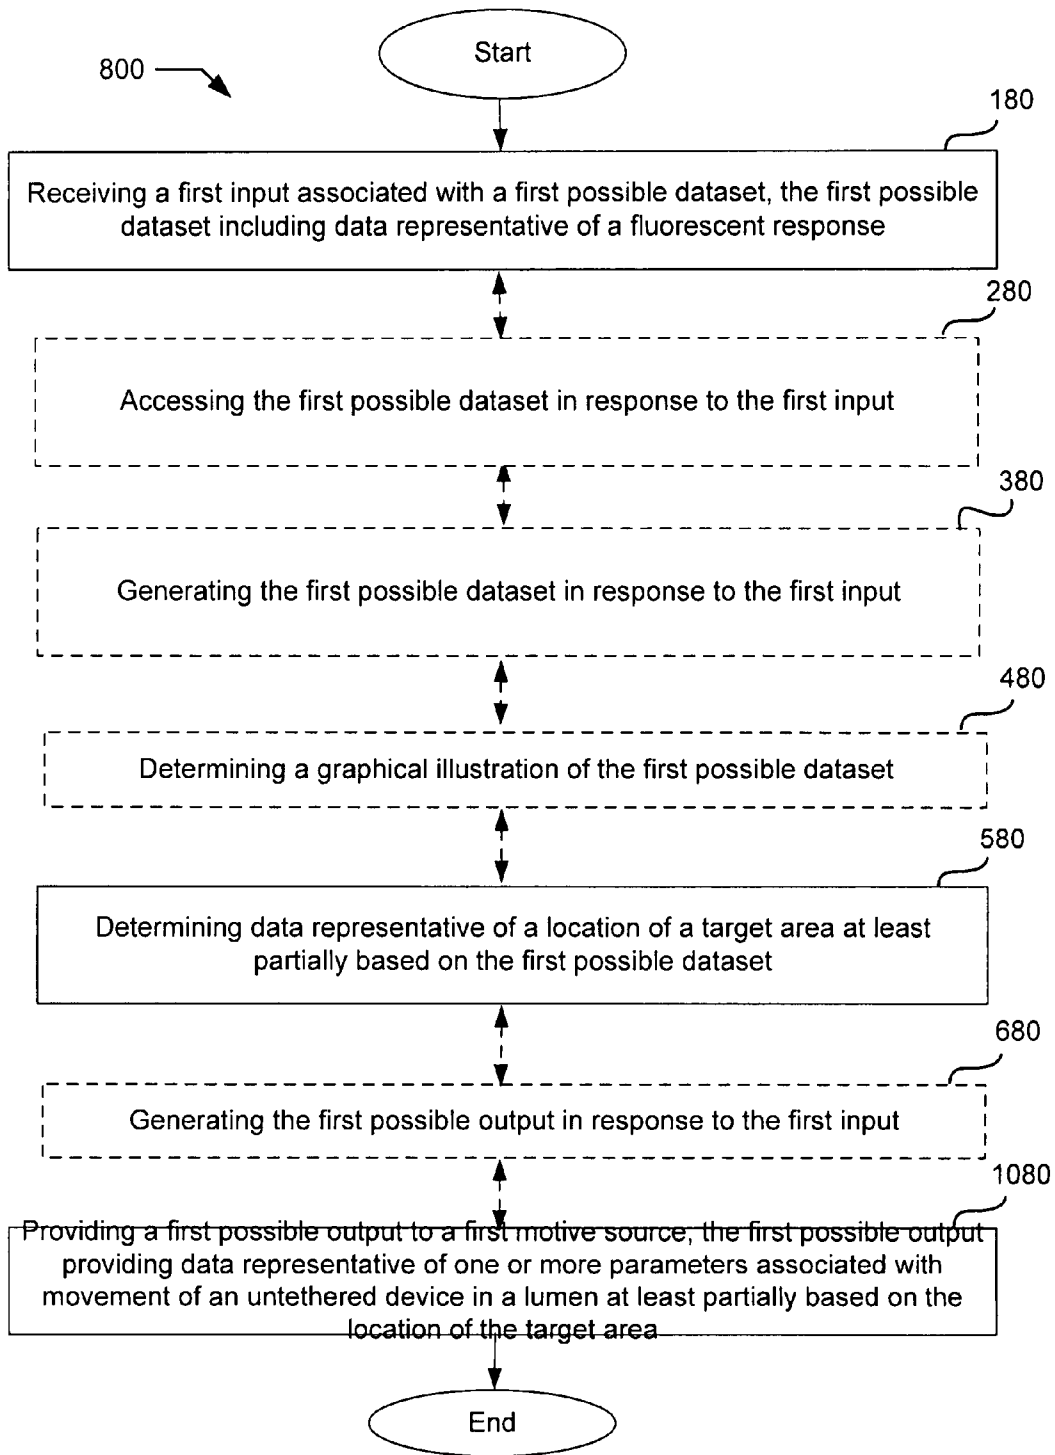 Start
800
180
Receiving a first input associated with a first possible dataset, the first possible
dataset including data representative of a fluorescent response
280
Accessing the first possible dataset in response to the first input
380
Generating the first possible dataset in response to the first input
480
Determining a graphical illustration of the first possible dataset
580
Determining data representative of a location of a target area at least
partially based on the first possible dataset
680
Generating the first possible output in response to the first input
1080
Providing a first possible output to a first motive source, the first possible output
providing data representative of one or more parameters associated with
movement of an untethered device in a lumen at least partially based on the
location of the target area
End